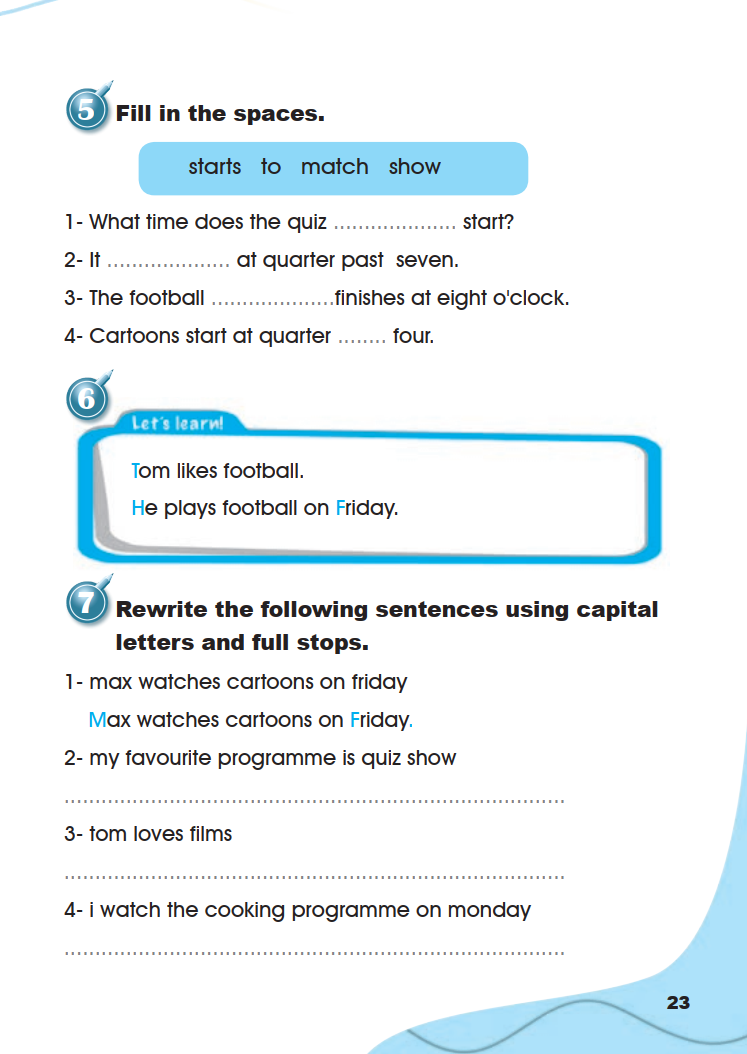 5 Fill in the spaces.
starts to match show
1- What time does the quiz .................... start?
2- It .................... at quarter past seven.
3- The football ....................finishes at eight o'clock.
4- Cartoons start at quarter ........ four.
6
Let's learn!
Tom likes football.
He plays football on Friday.
7 Rewrite the following sentences using capital
letters and full stops.
1- max watches cartoons on friday
Max watches cartoons on Friday.
2- my favourite programme is quiz show
................................................................................
3- tom loves films
................................................................................
4- i watch the cooking programme on monday
................................................................................
23